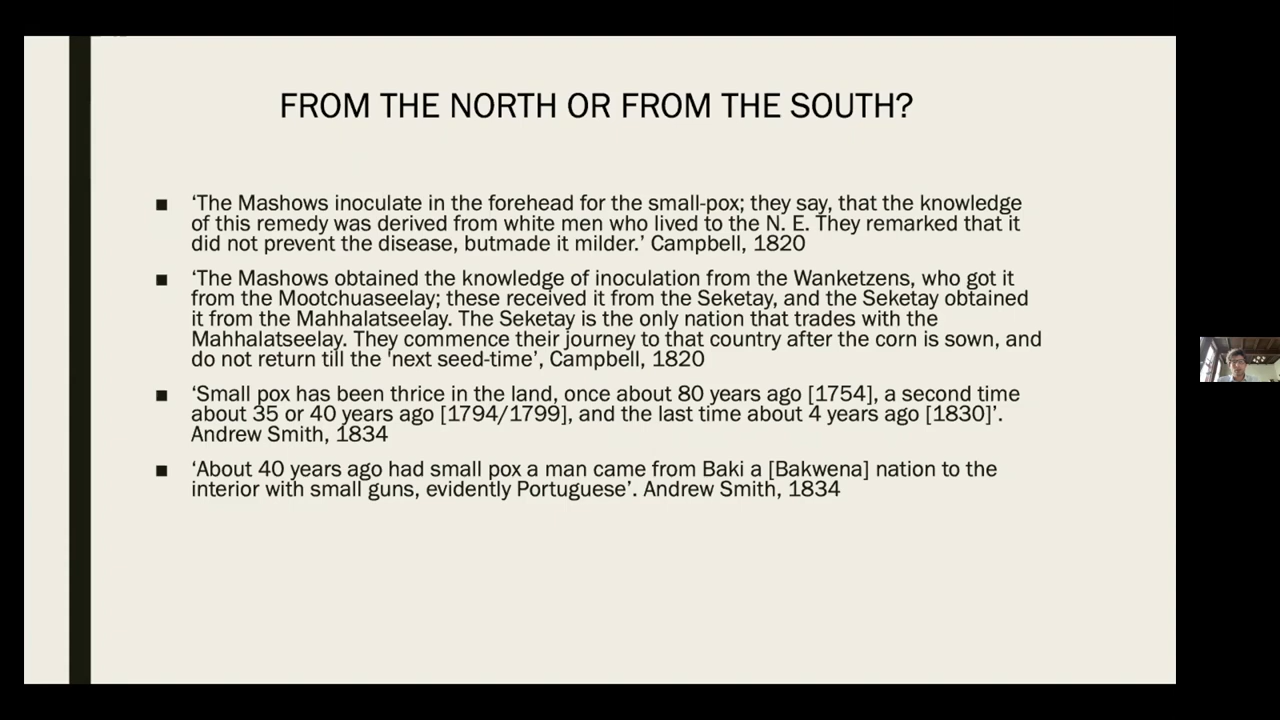 FROM THE NORTH OR FROM THE SOUTH?
■ ‘The Mashows inoculate in the forehead for the small-pox; they say, that the knowledge
of this remedy was derived from white men who lived to the N. E. They remarked that it
did not prevent the disease, butmade it milder.’ Campbell, 1820
■ ‘The Mashows obtained the knowledge of inoculation from the Wanketzens, who got it
from the Mootchuaseelay; these received it from the Seketay, and the Seketay obtained
it from the Mahhalatseelay. The Seketay is the only nation that trades with the
Mahhalatseelay. They commence their journey to that country after the corn is sown, and
do not return till the 'next seed-time’, Campbell, 1820
■ ‘Small pox has been thrice in the land, once about 80 years ago [1754], a second time
about 35 or 40 years ago [1794/1799], and the last time about 4 years ago [1830]’.
Andrew Smith, 1834
■ ‘About 40 years ago had small pox a man came from Baki a [Bakwena] nation to the
interior with small guns, evidently Portuguese’. Andrew Smith, 1834